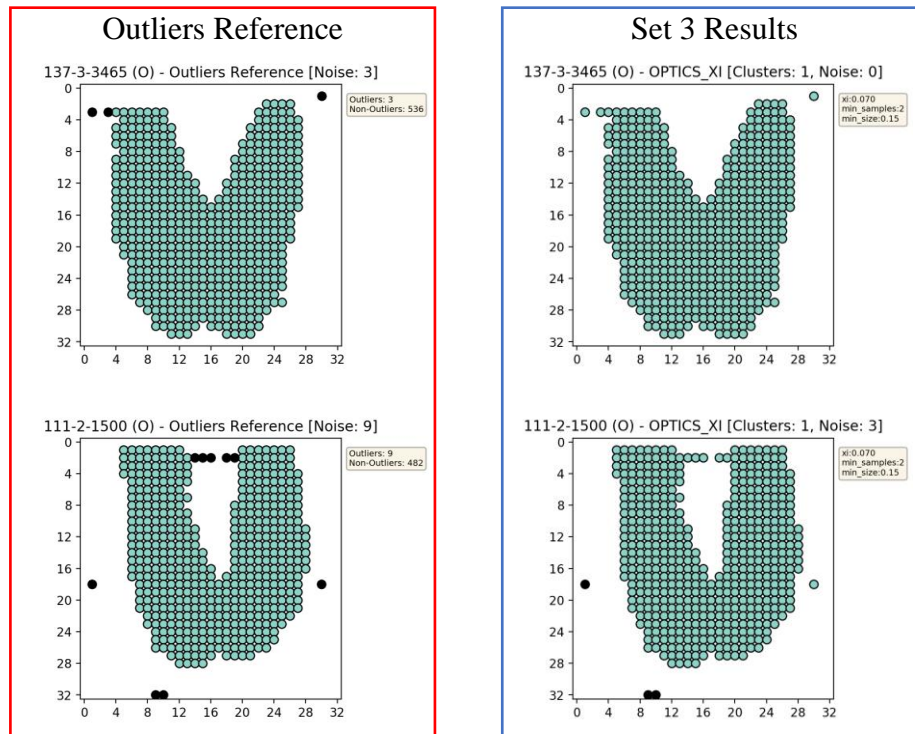 Outliers Reference
137-3-3465 (O) - Outliers Reference [Noise: 3]
Outliers: 3
Non-Outliers: 536
0
4
8
12
16
20
24
28
32
0 4 8 12 16 20 24 28 32
111-2-1500 (O) - Outliers Reference [Noise: 9]
Outliers: 9
Non-Outliers: 482
0
4
8
12
16
20
24
28
32
0 4 8 12 16 20 24 28 32
Set 3 Results
137-3-3465 (O) - OPTICS_XI [Clusters: 1, Noise: 0]
xi:0.070
min_samples:2
min_size:0.15
0
4
8
12
16
20
24
28
32
0 4 8 12 16 20 24 28 32
111-2-1500 (O) - OPTICS_XI [Clusters: 1, Noise: 3]
xi:0.070
min_samples:2
min_size:0.15
0
4
8
12
16
20
24
28
32
0 4 8 12 16 20 24 28 32